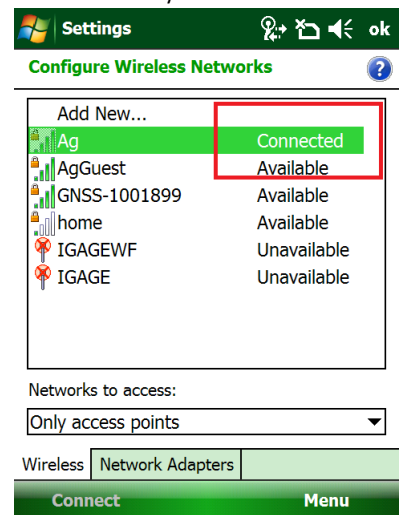 Settings ok
Configure Wireless Networks ?
Add New...
Ag Connected
AgGuest Available
GNSS-1001899 Available
home Available
IGAGEWF Unavailable
IGAGE Unavailable
Networks to access:
Only access points
Wireless Network Adapters
Connect Menu